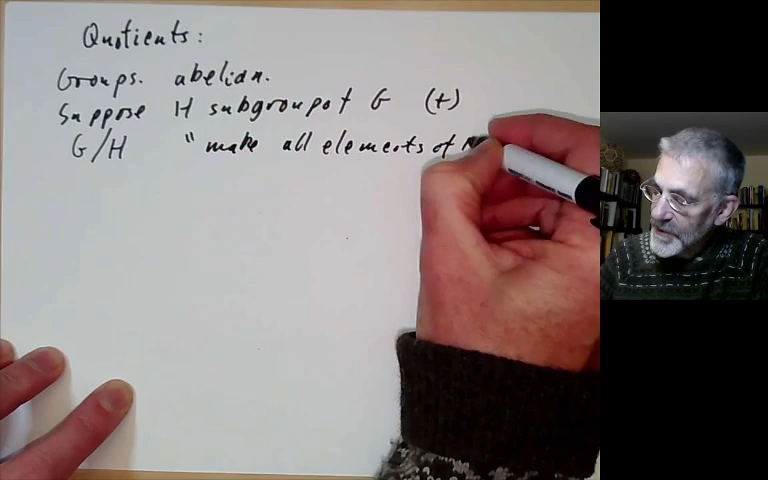 Quotients:
Groups. abelian.
Suppose H subgroup of G (+)
G/H "make all elements of